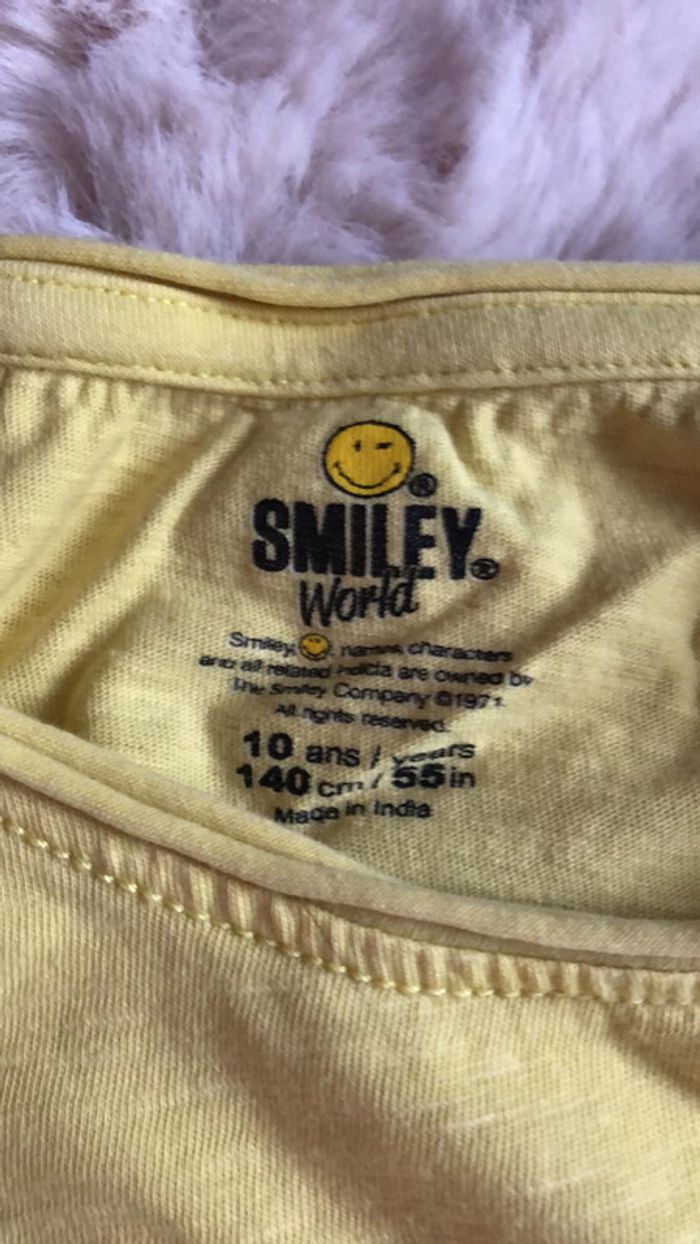 ®
SMILEY®
World
Smiley, names, characters
and all related indicia are owned by
The Smiley Company ©1971.
All rights reserved.
10 ans / years
140 cm / 55 in
Made in India